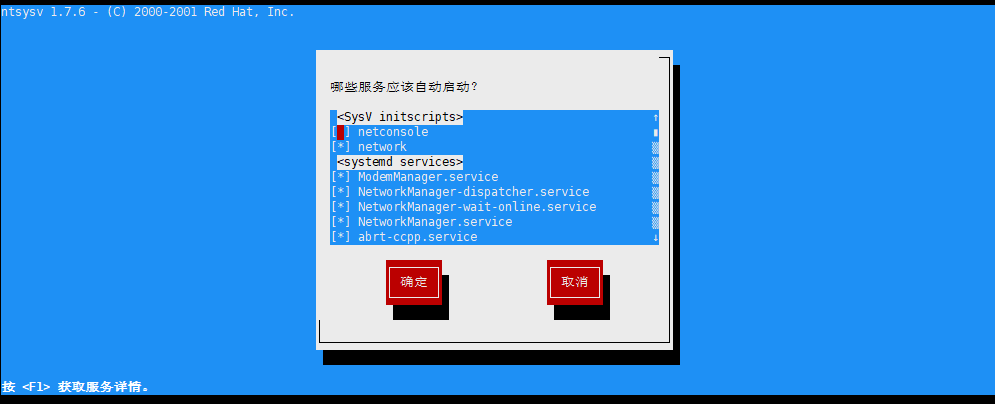 ntsysv 1.7.6 - (C) 2000-2001 Red Hat, Inc.
哪些服务应该自动启动?
<SysV initscripts>
[ ] netconsole
[*] network
<systemd services>
[*] ModemManager.service
[*] NetworkManager-dispatcher.service
[*] NetworkManager-wait-online.service
[*] NetworkManager.service
[*] abrt-ccpp.service
确定 取消
按 <F1> 获取服务详情。